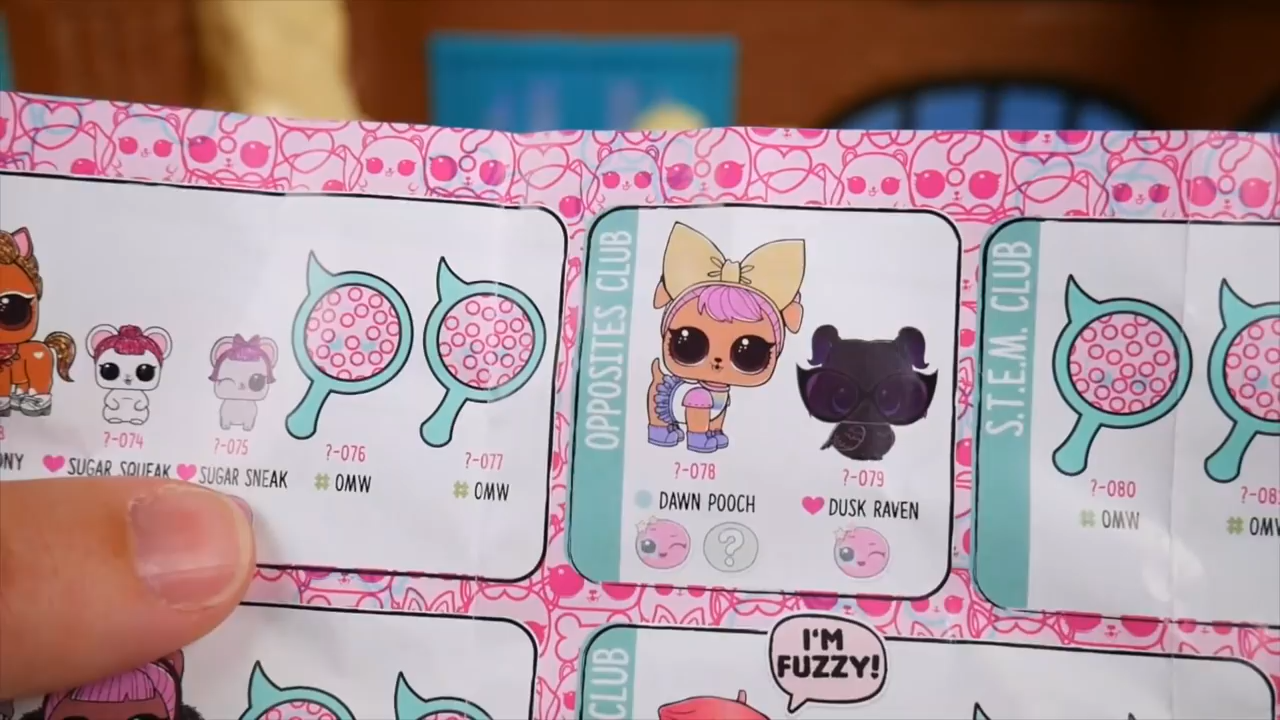 ?-074
SUGAR SQUEAK
?-075
SUGAR SNEAK
?-076
# OMW
?-077
# OMW
OPPOSITES CLUB
?-078
DAWN POOCH
?
?-079
DUSK RAVEN
S.T.E.M. CLUB
?-080
# OMW
CLUB
I'M
FUZZY!